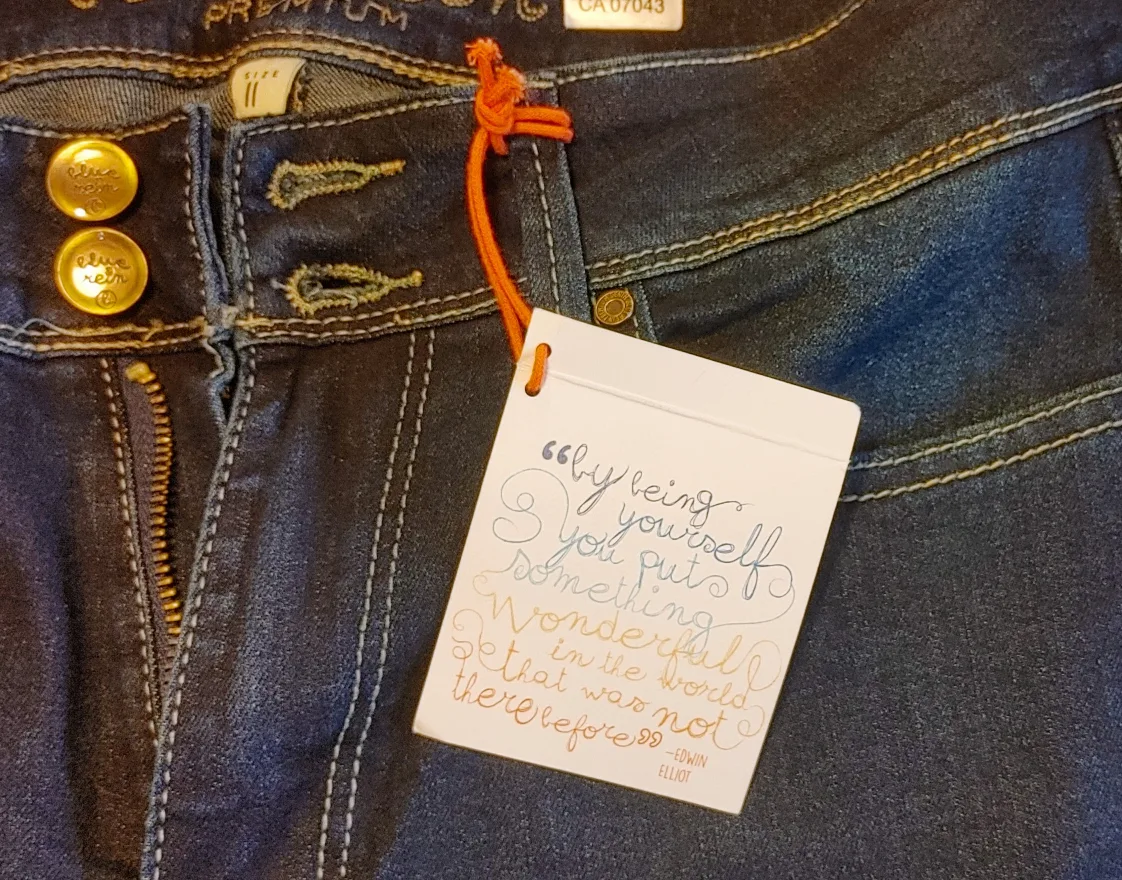 PREMIUM
CA 07043
SIZE
11
blue
rein
blue
rein
“by being
yourself
you put
something
Wonderful
in the world
that was not
there before”
-EDWIN
ELLIOT